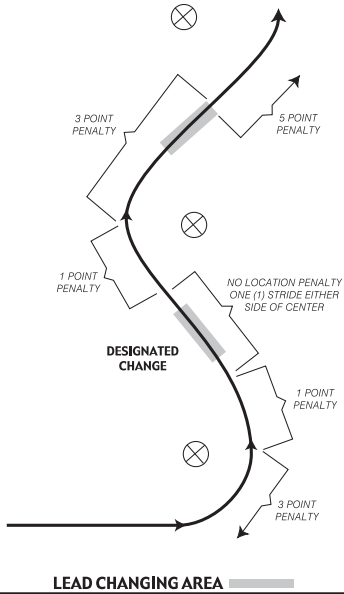 3 POINT
PENALTY
5 POINT
PENALTY
1 POINT
PENALTY
NO LOCATION PENALTY
ONE (1) STRIDE EITHER
SIDE OF CENTER
DESIGNATED
CHANGE
1 POINT
PENALTY
3 POINT
PENALTY
LEAD CHANGING AREA